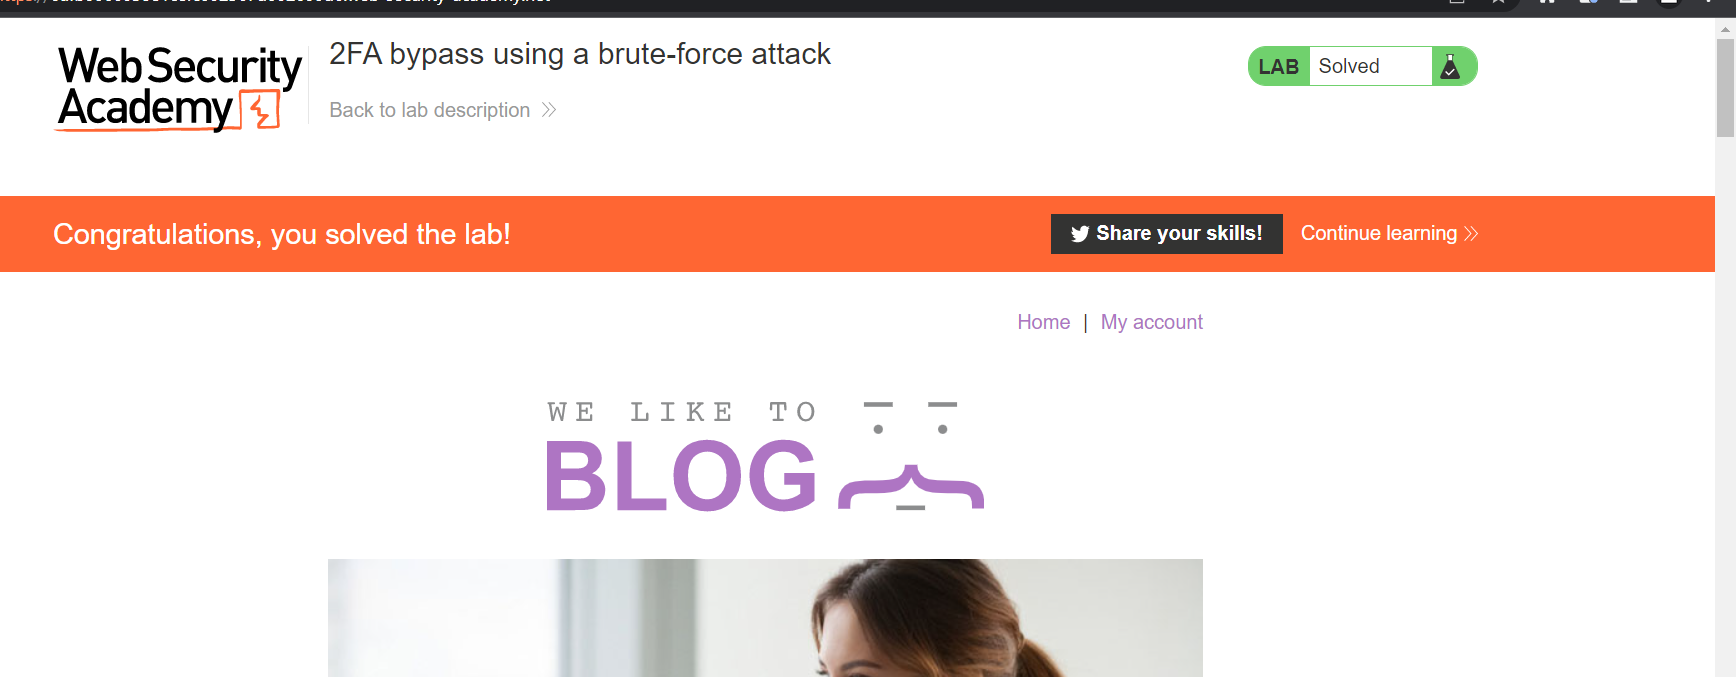 2FA bypass using a brute-force attack
Web Security
Academy
LAB Solved
Back to lab description
Congratulations, you solved the lab!
Share your skills!
Continue learning
Home | My account
WE LIKE TO
BLOG